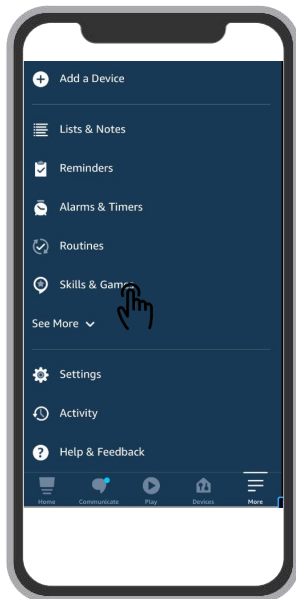 Add a Device
Lists & Notes
Reminders
Alarms & Timers
Routines
Skills & Games
See More
Settings
Activity
Help & Feedback
Home Communicate Play Devices More